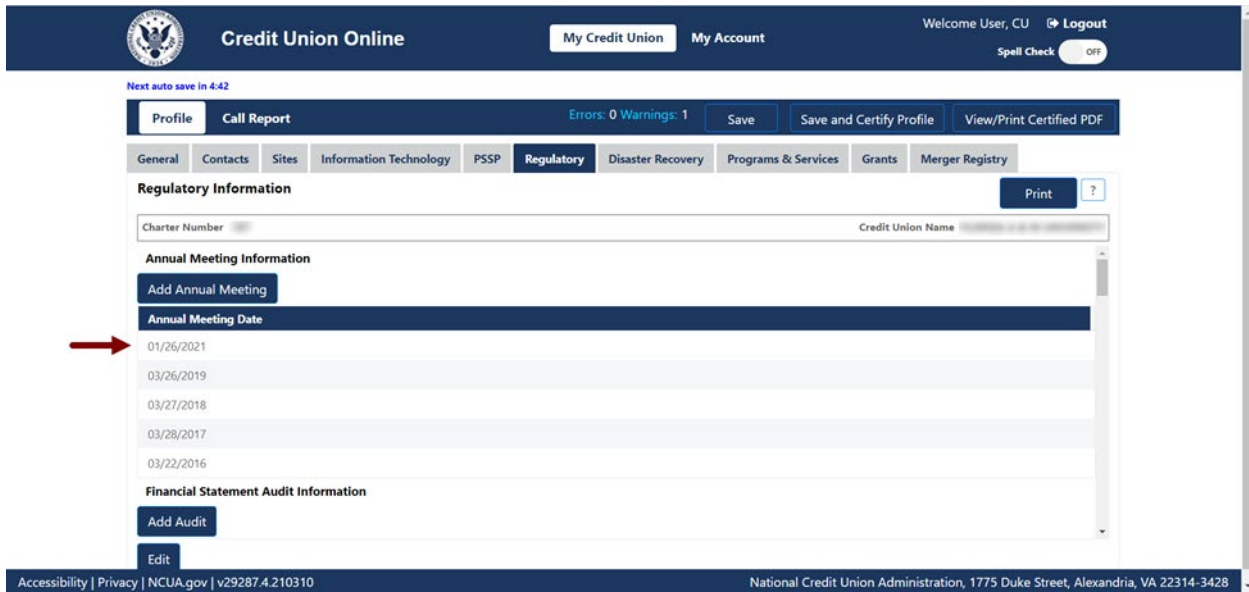 Credit Union Online
My Credit Union My Account
Welcome User, CU Logout
Spell Check OFF
Next auto save in 4:42
Profile Call Report Errors: 0 Warnings: 1 Save Save and Certify Profile View/Print Certified PDF
General Contacts Sites Information Technology PSSP Regulatory Disaster Recovery Programs & Services Grants Merger Registry
Regulatory Information
Print ?
Charter Number Credit Union Name
Annual Meeting Information
Add Annual Meeting
Annual Meeting Date
01/26/2021
03/26/2019
03/27/2018
03/28/2017
03/22/2016
Financial Statement Audit Information
Add Audit
Edit
Accessibility | Privacy | NCUA.gov | v29287.4.210310 National Credit Union Administration, 1775 Duke Street, Alexandria, VA 22314-3428